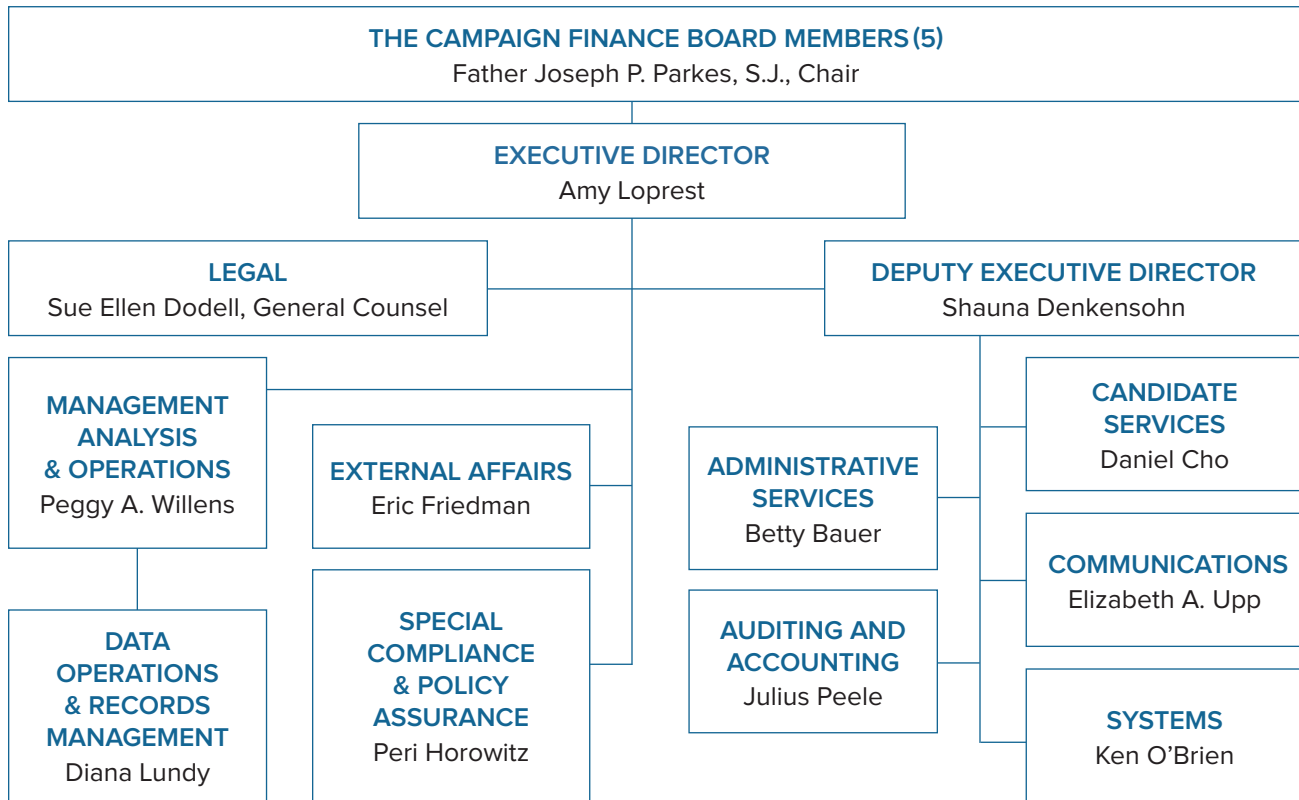 THE CAMPAIGN FINANCE BOARD MEMBERS (5)
Father Joseph P. Parkes, S.J., Chair
EXECUTIVE DIRECTOR
Amy Loprest
LEGAL
Sue Ellen Dodell, General Counsel
DEPUTY EXECUTIVE DIRECTOR
Shauna Denkensohn
MANAGEMENT
ANALYSIS
& OPERATIONS
Peggy A. Willens
EXTERNAL AFFAIRS
Eric Friedman
ADMINISTRATIVE
SERVICES
Betty Bauer
CANDIDATE
SERVICES
Daniel Cho
COMMUNICATIONS
Elizabeth A. Upp
DATA
OPERATIONS
& RECORDS
MANAGEMENT
Diana Lundy
SPECIAL
COMPLIANCE
& POLICY
ASSURANCE
Peri Horowitz
AUDITING AND
ACCOUNTING
Julius Peele
SYSTEMS
Ken O’Brien